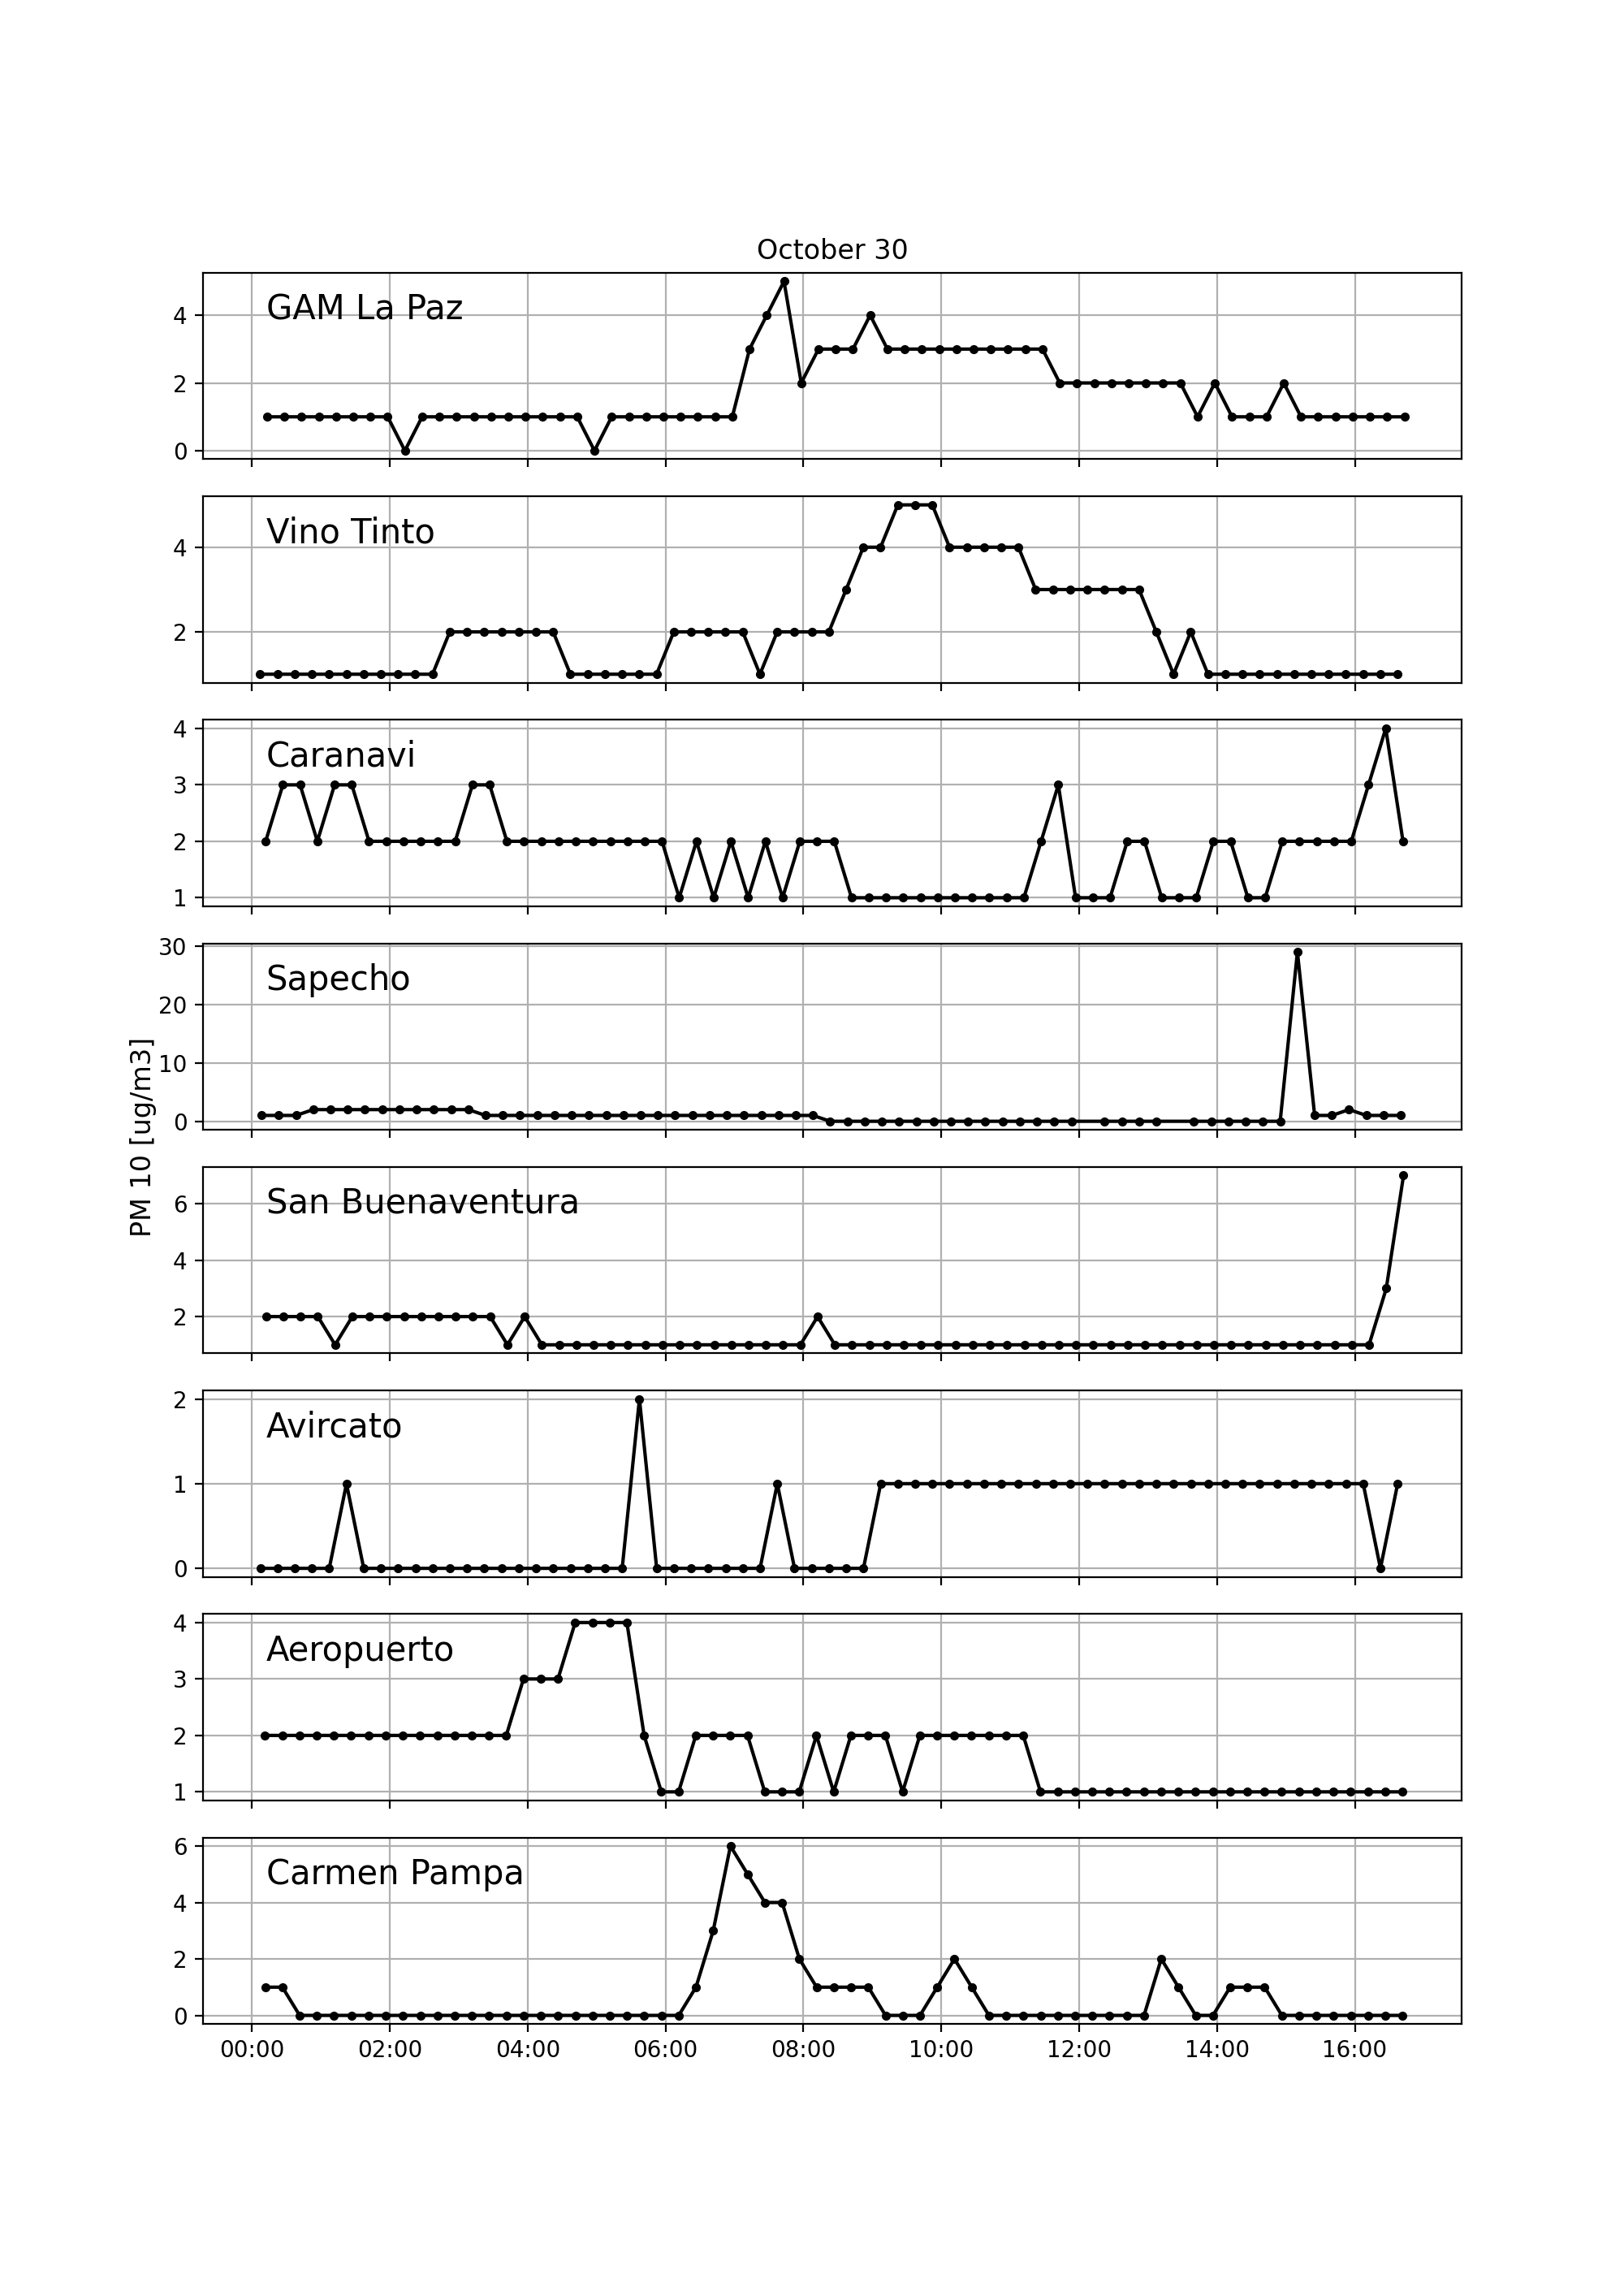 October 30
GAM La Paz
4
2
0
Vino Tinto
4
2
Caranavi
4
3
2
1
PM 10 [ug/m3]
Sapecho
30
20
10
0
San Buenaventura
6
4
2
Avircato
2
1
0
Aeropuerto
4
3
2
1
Carmen Pampa
6
4
2
0
00:00 02:00 04:00 06:00 08:00 10:00 12:00 14:00 16:00